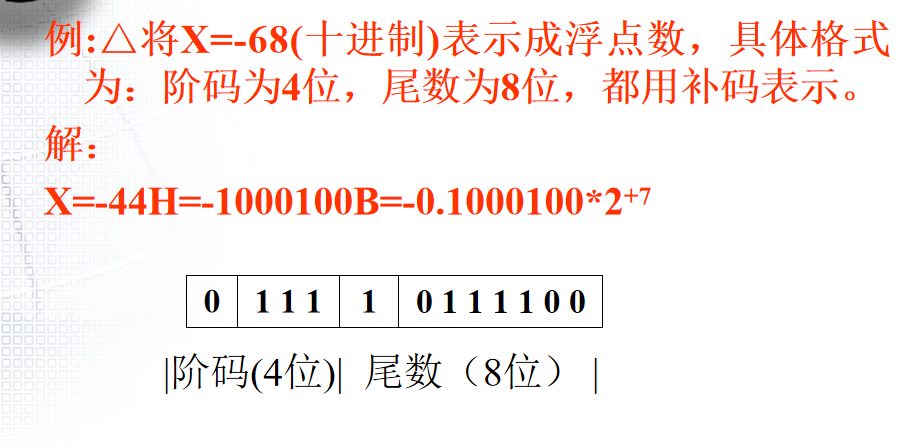 例:△将X=-68(十进制)表示成浮点数，具体格式
为：阶码为4位，尾数为8位，都用补码表示。
解：
X=-44H=-1000100B=-0.1000100*2+7
0 1 1 1 1 0 1 1 1 1 0 0
|阶码(4位)| 尾数（8位） |